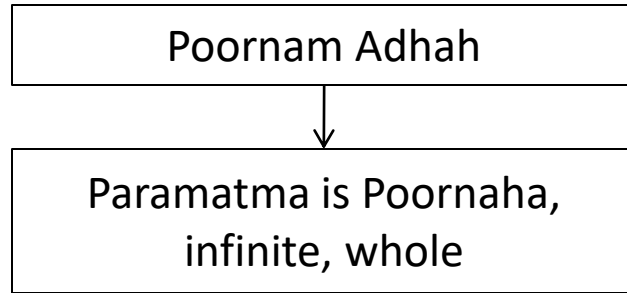 Poornam Adhah
Paramatma is Poornaha,
infinite, whole